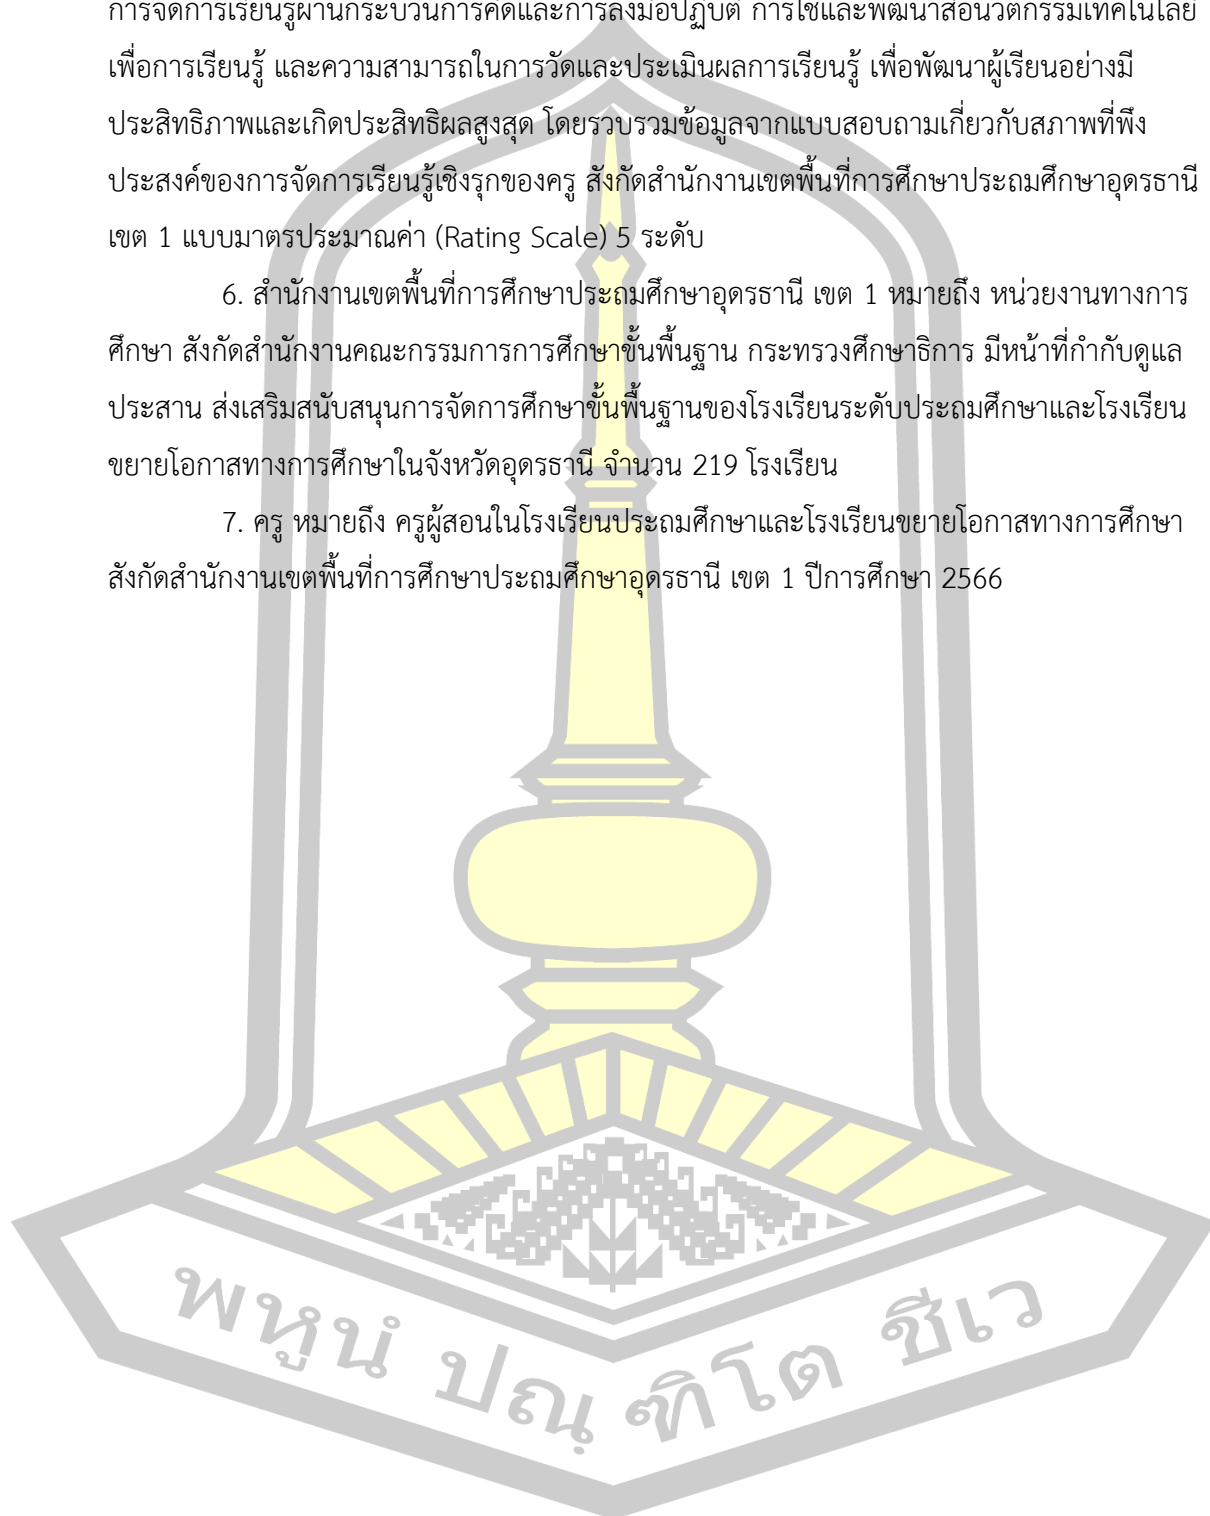 การจัดการเรียนรู้ผ่านกระบวนการคิดและการลงมือปฏิบัติ การใช้และพัฒนาสื่อนวัตกรรมเทคโนโลยี
เพื่อการเรียนรู้ และความสามารถในการวัดและประเมินผลการเรียนรู้ เพื่อพัฒนาผู้เรียนอย่างมี
ประสิทธิภาพและเกิดประสิทธิผลสูงสุด โดยรวบรวมข้อมูลจากแบบสอบถามเกี่ยวกับสภาพที่พึง
ประสงค์ของการจัดการเรียนรู้เชิงรุกของครู สังกัดสำนักงานเขตพื้นที่การศึกษาประถมศึกษาอุดรธานี
เขต 1 แบบมาตรประมาณค่า (Rating Scale) 5 ระดับ
6. สำนักงานเขตพื้นที่การศึกษาประถมศึกษาอุดรธานี เขต 1 หมายถึง หน่วยงานทางการ
ศึกษา สังกัดสำนักงานคณะกรรมการการศึกษาขั้นพื้นฐาน กระทรวงศึกษาธิการ มีหน้าที่กำกับดูแล
ประสาน ส่งเสริมสนับสนุนการจัดการศึกษาขั้นพื้นฐานของโรงเรียนระดับประถมศึกษาและโรงเรียน
ขยายโอกาสทางการศึกษาในจังหวัดอุดรธานี จำนวน 219 โรงเรียน
7. ครู หมายถึง ครูผู้สอนในโรงเรียนประถมศึกษาและโรงเรียนขยายโอกาสทางการศึกษา
สังกัดสำนักงานเขตพื้นที่การศึกษาประถมศึกษาอุดรธานี เขต 1 ปีการศึกษา 2566
พหูนํ ปณฺฑิโต ชีเว